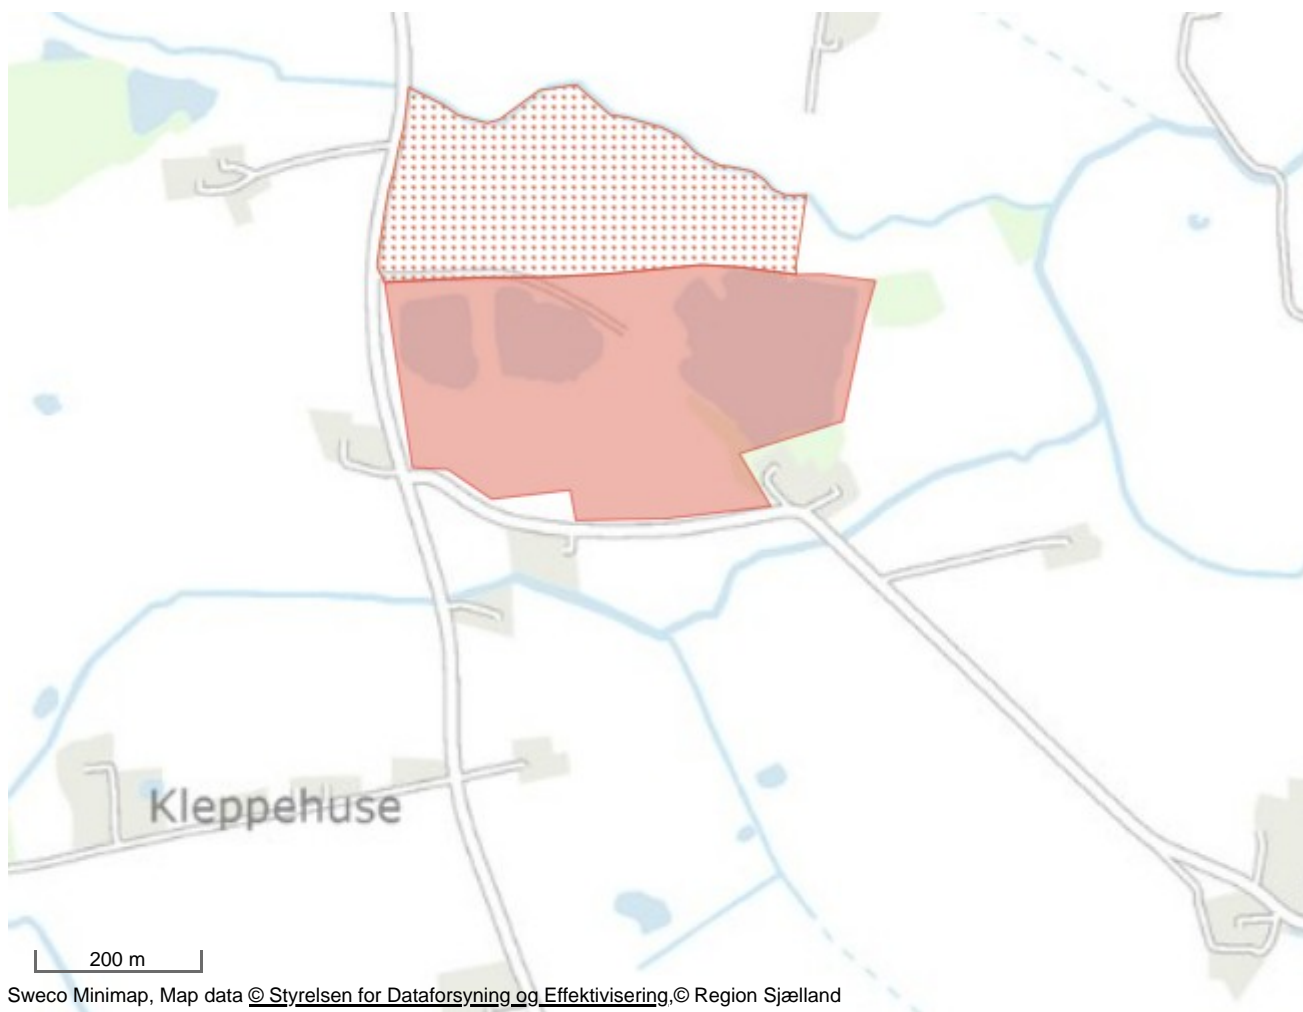 Kleppehuse
200 m
Sweco Minimap, Map data © Styrelsen for Dataforsyning og Effektivisering,© Region Sjælland